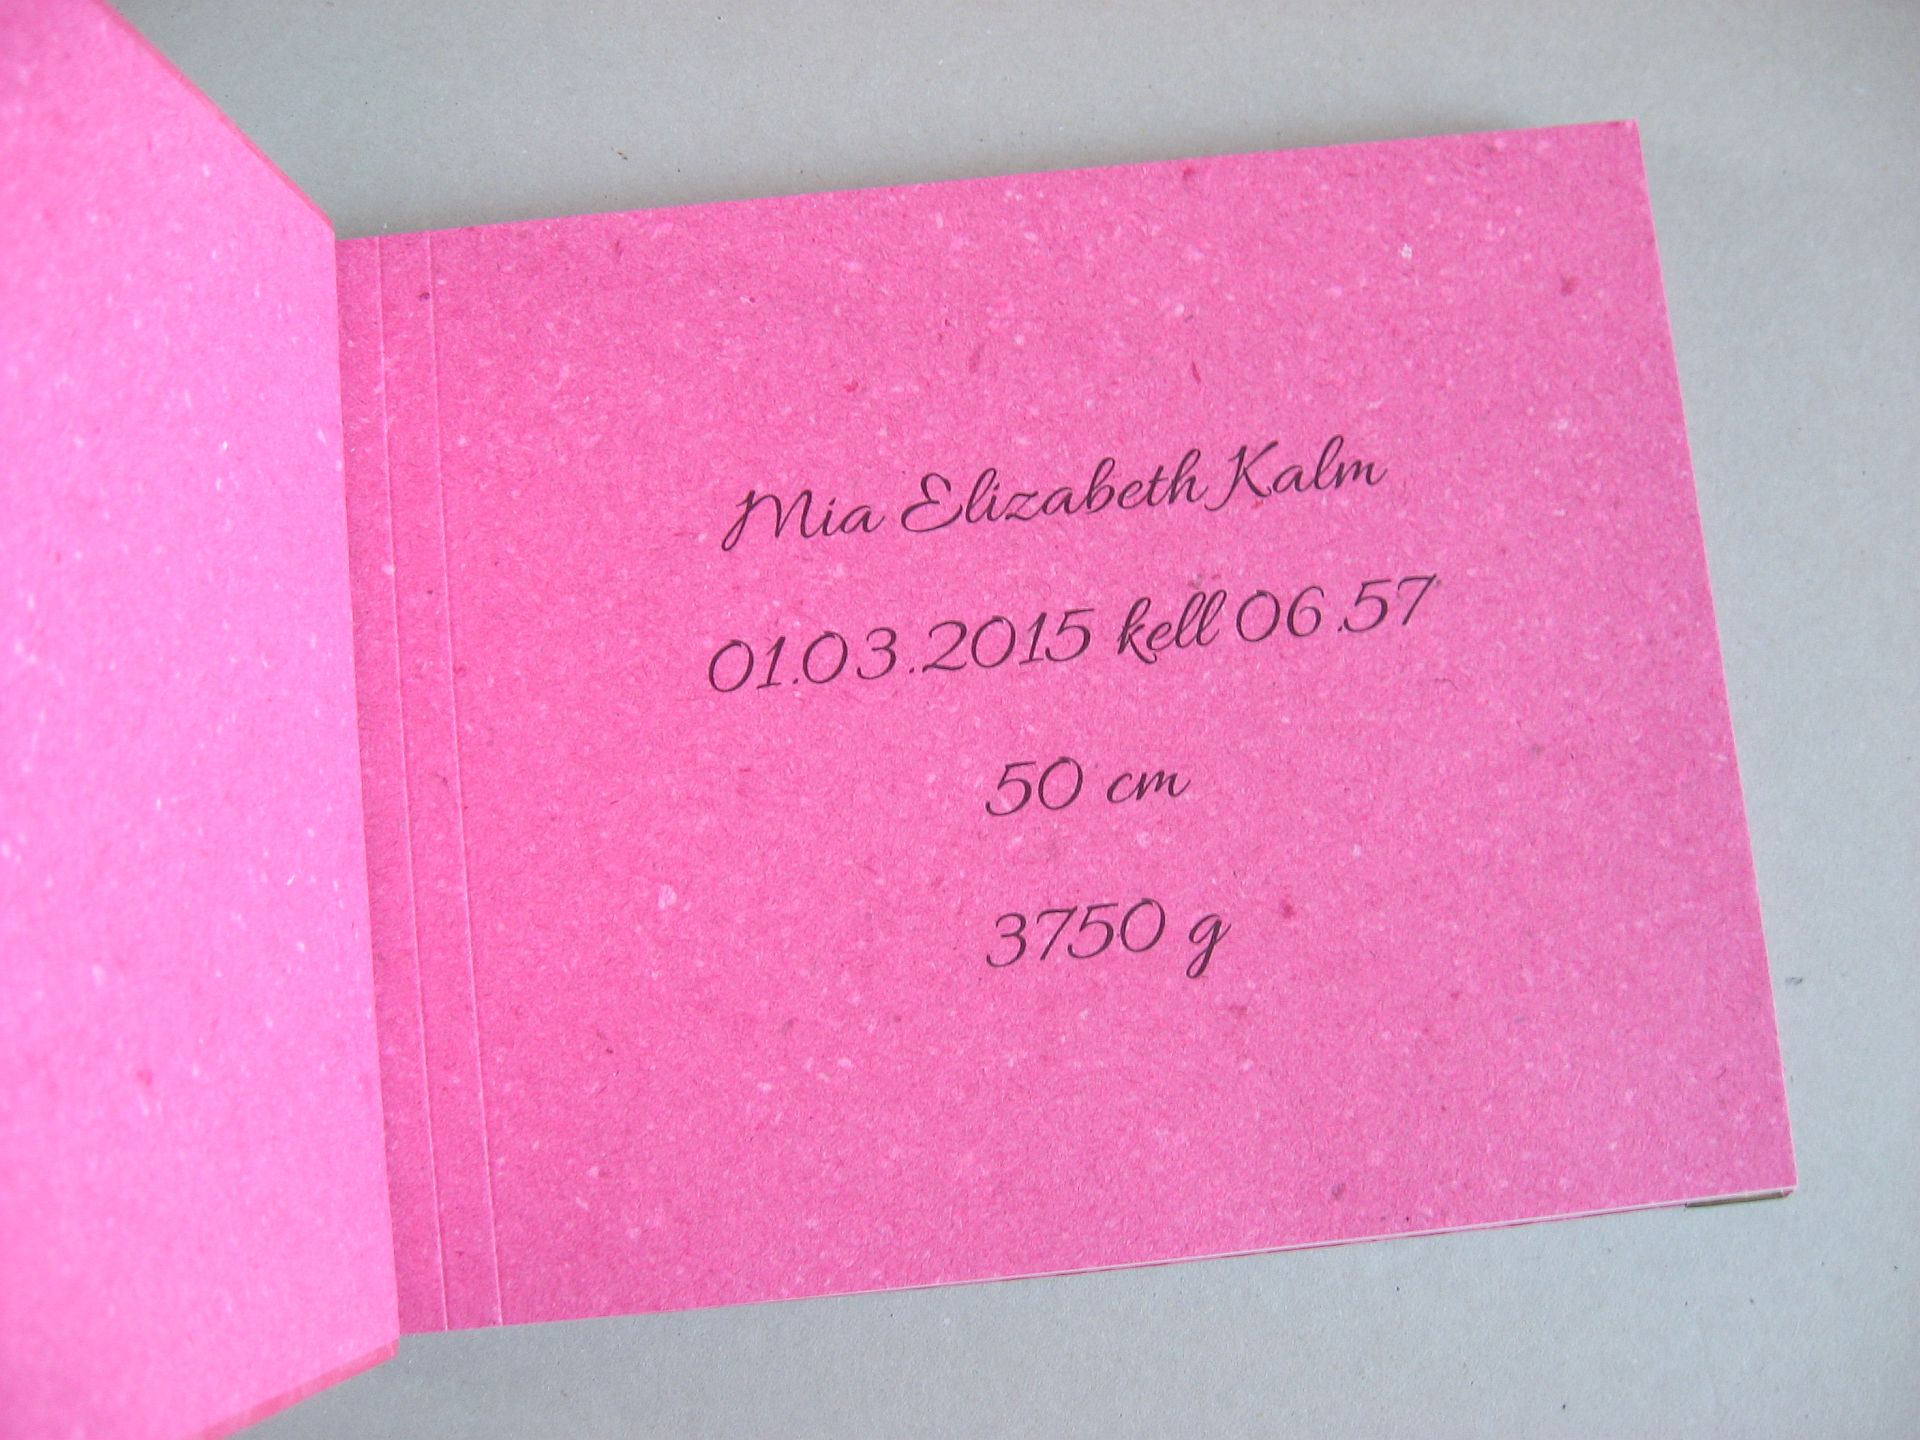 Mia Elizabeth Kalm
01.03.2015 kell 06.57
50 cm
3750 g